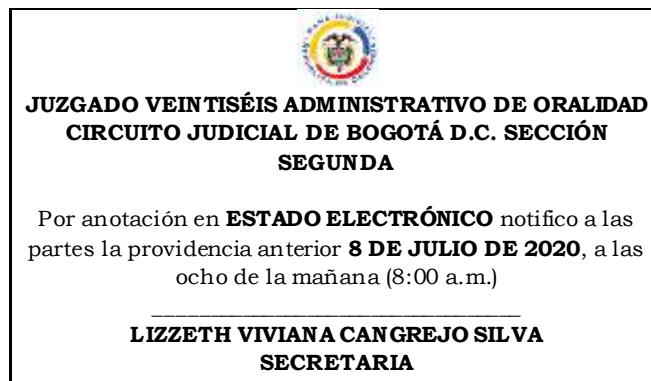 JUZGADO VEINTISÉIS ADMINISTRATIVO DE ORALIDAD
CIRCUITO JUDICIAL DE BOGOTÁ D.C. SECCIÓN
SEGUNDA
Por anotación en ESTADO ELECTRÓNICO notifico a las
partes la providencia anterior 8 DE JULIO DE 2020, a las
ocho de la mañana (8:00 a.m.)
__________________________________
LIZZETH VIVIANA CANGREJO SILVA
SECRETARIA